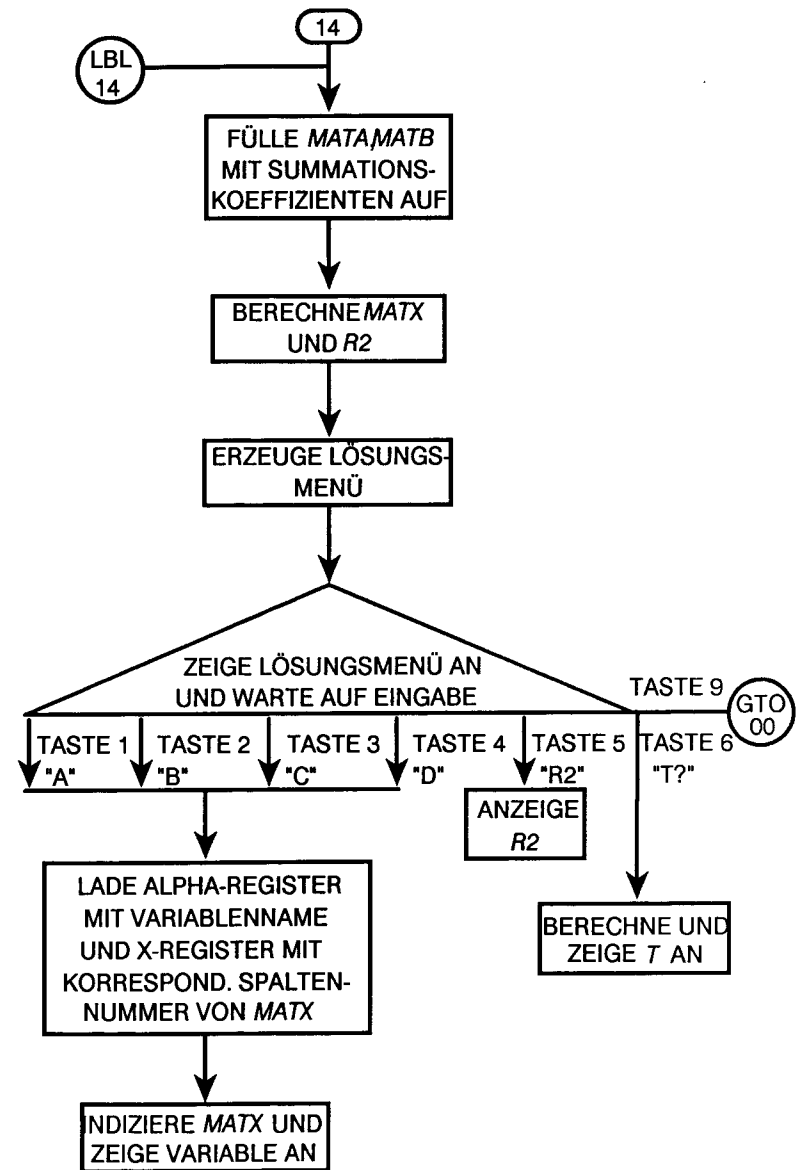 14
LBL
14
FÜLLE MATA,MATB
MIT SUMMATIONS-
KOEFFIZIENTEN AUF
BERECHNE MATX
UND R2
ERZEUGE LÖSUNGS-
MENÜ
ZEIGE LÖSUNGSMENÜ AN
UND WARTE AUF EINGABE
TASTE 9
GTO
00
TASTE 1
"A"
TASTE 2
"B"
TASTE 3
"C"
TASTE 4
"D"
TASTE 5
"R2"
TASTE 6
"T?"
ANZEIGE
R2
LADE ALPHA-REGISTER
MIT VARIABLENNAME
UND X-REGISTER MIT
KORRESPOND. SPALTEN-
NUMMER VON MATX
BERECHNE UND
ZEIGE T AN
INDIZIERE MATX UND
ZEIGE VARIABLE AN